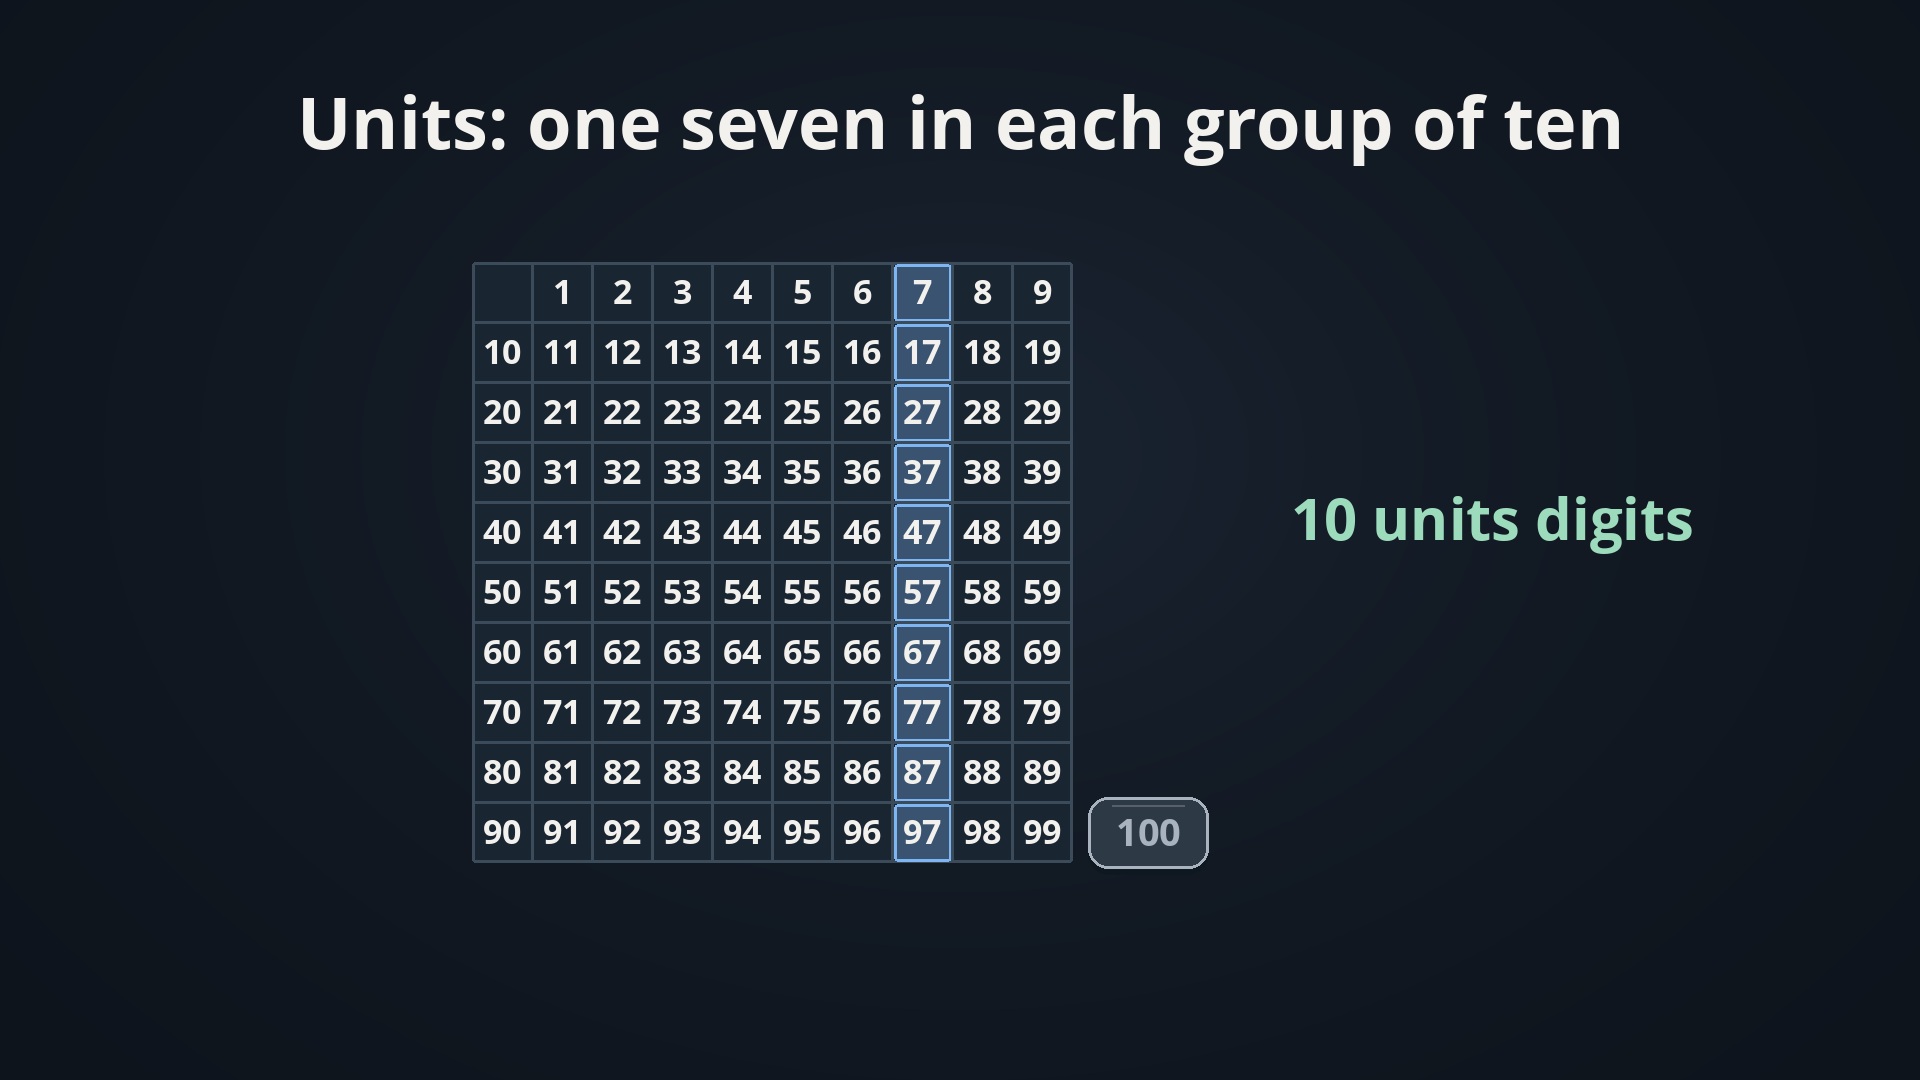 Units: one seven in each group of ten
1 2 3 4 5 6 7 8 9
10 11 12 13 14 15 16 17 18 19
20 21 22 23 24 25 26 27 28 29
30 31 32 33 34 35 36 37 38 39
40 41 42 43 44 45 46 47 48 49
10 units digits
50 51 52 53 54 55 56 57 58 59
60 61 62 63 64 65 66 67 68 69
70 71 72 73 74 75 76 77 78 79
80 81 82 83 84 85 86 87 88 89
90 91 92 93 94 95 96 97 98 99
100